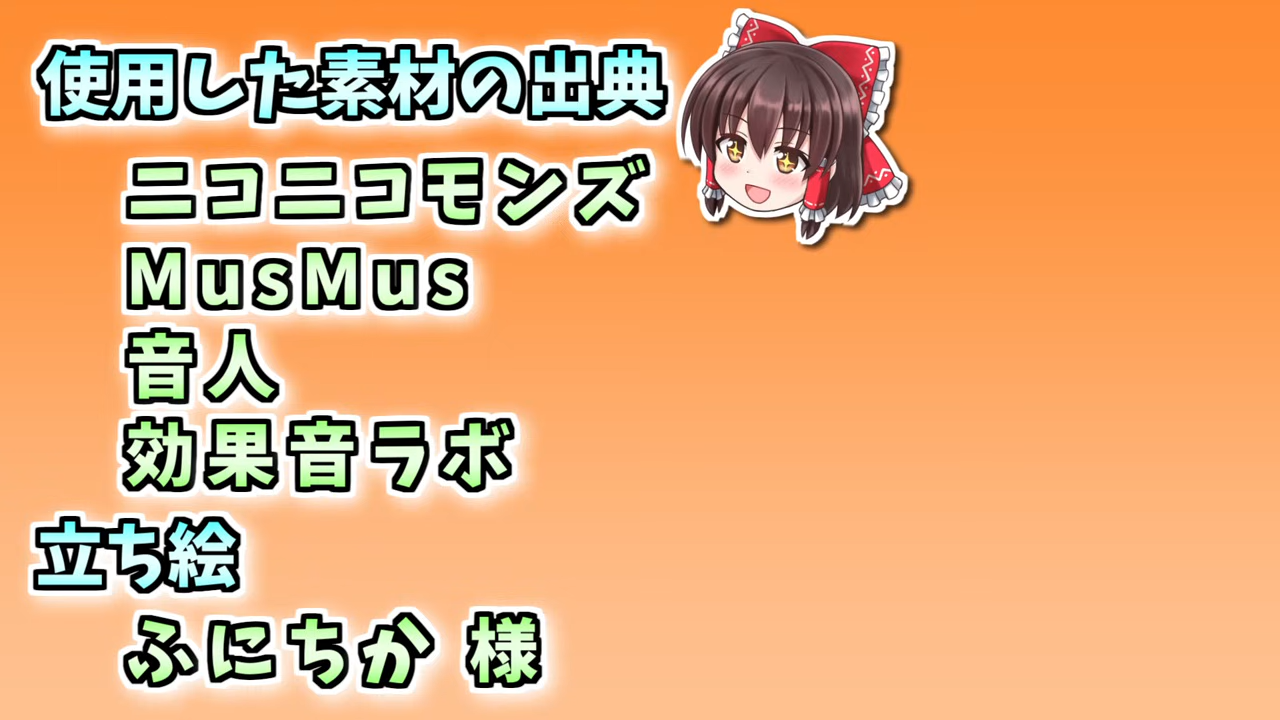 使用した素材の出典
ニコニコモンズ
MusMus
音人
効果音ラボ
立ち絵
ふにちか 様